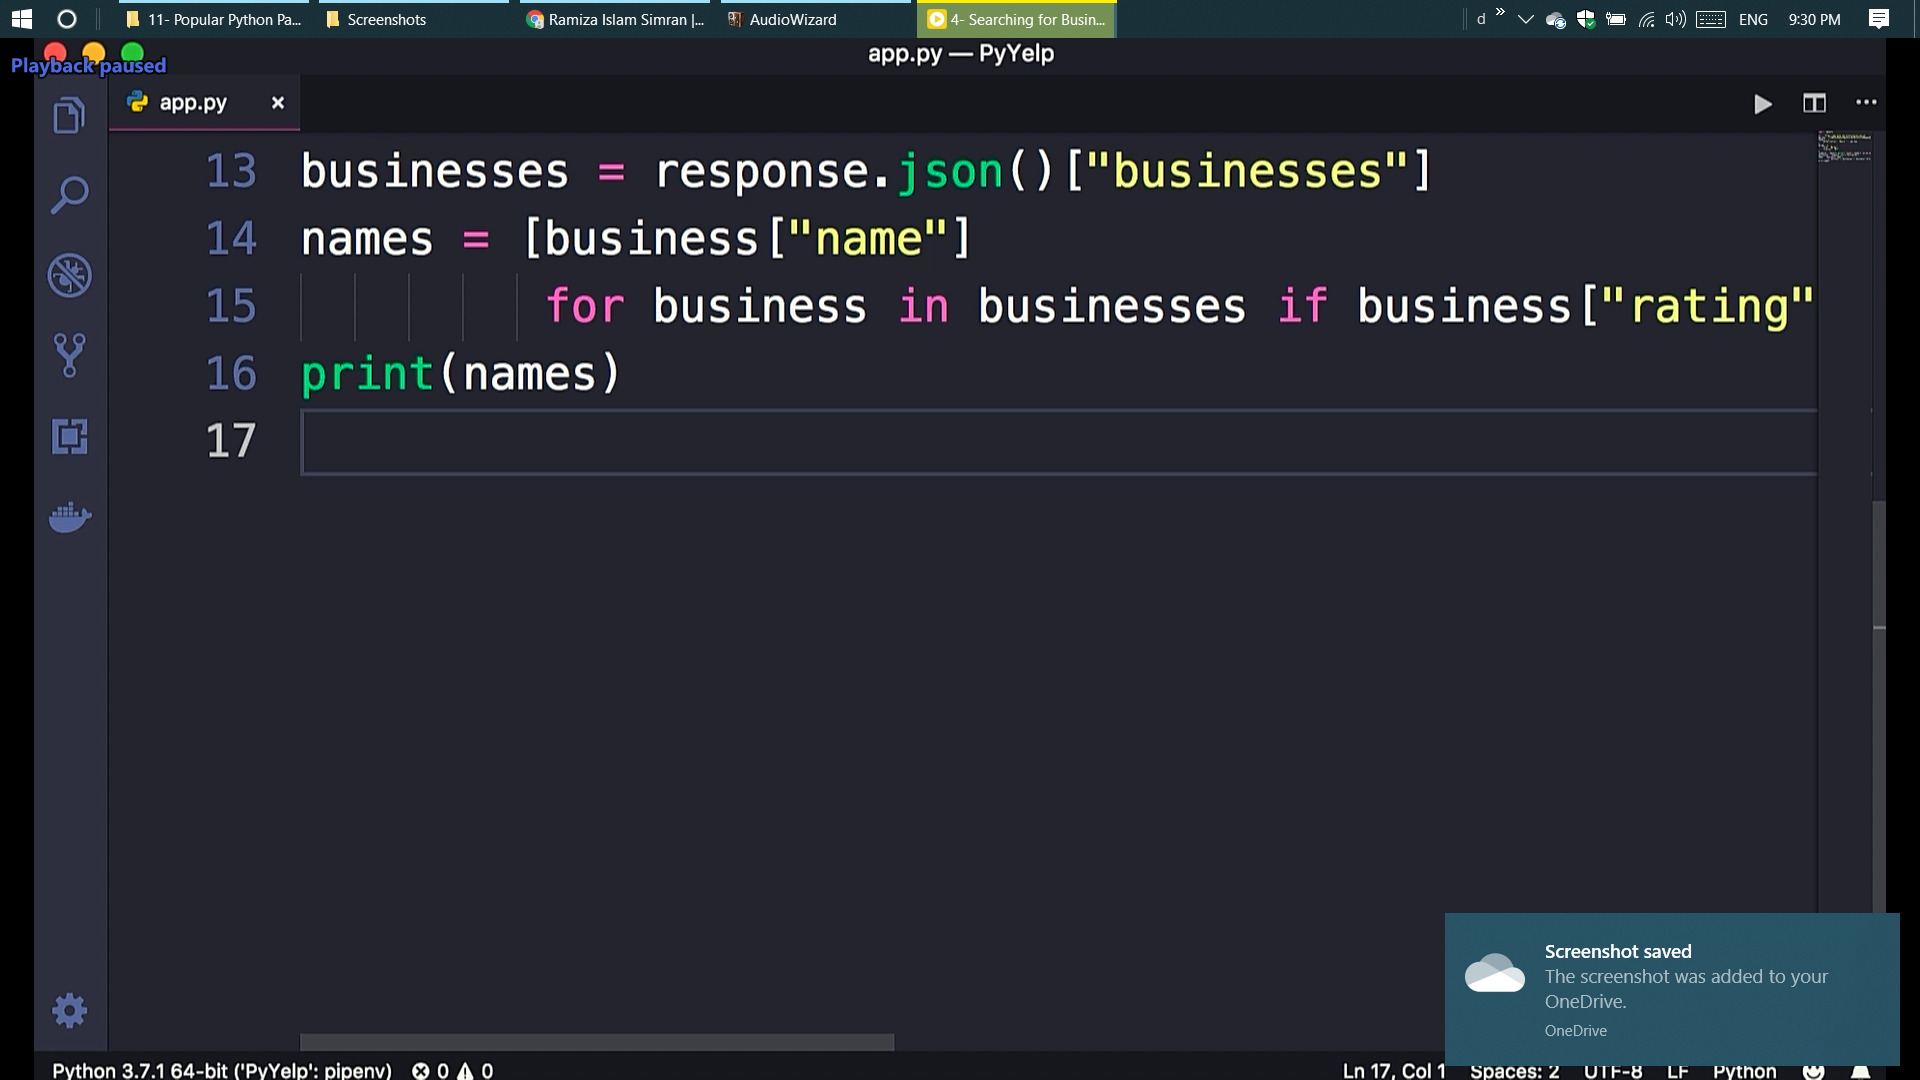 11- Popular Python Pa...
Screenshots
Ramiza Islam Simran |...
AudioWizard
4- Searching for Busin...
d »
ENG
9:30 PM
app.py — PyYelp
Playback paused
app.py ×
13 businesses = response.json()["businesses"]
14 names = [business["name"]
15 for business in businesses if business["rating"
16 print(names)
17
Screenshot saved
The screenshot was added to your
OneDrive.
OneDrive
Python 3.7.1 64-bit ('PyYelp': pipenv) 0 0
Ln 17, Col 1 Spaces: 2 UTF-8 LF Python